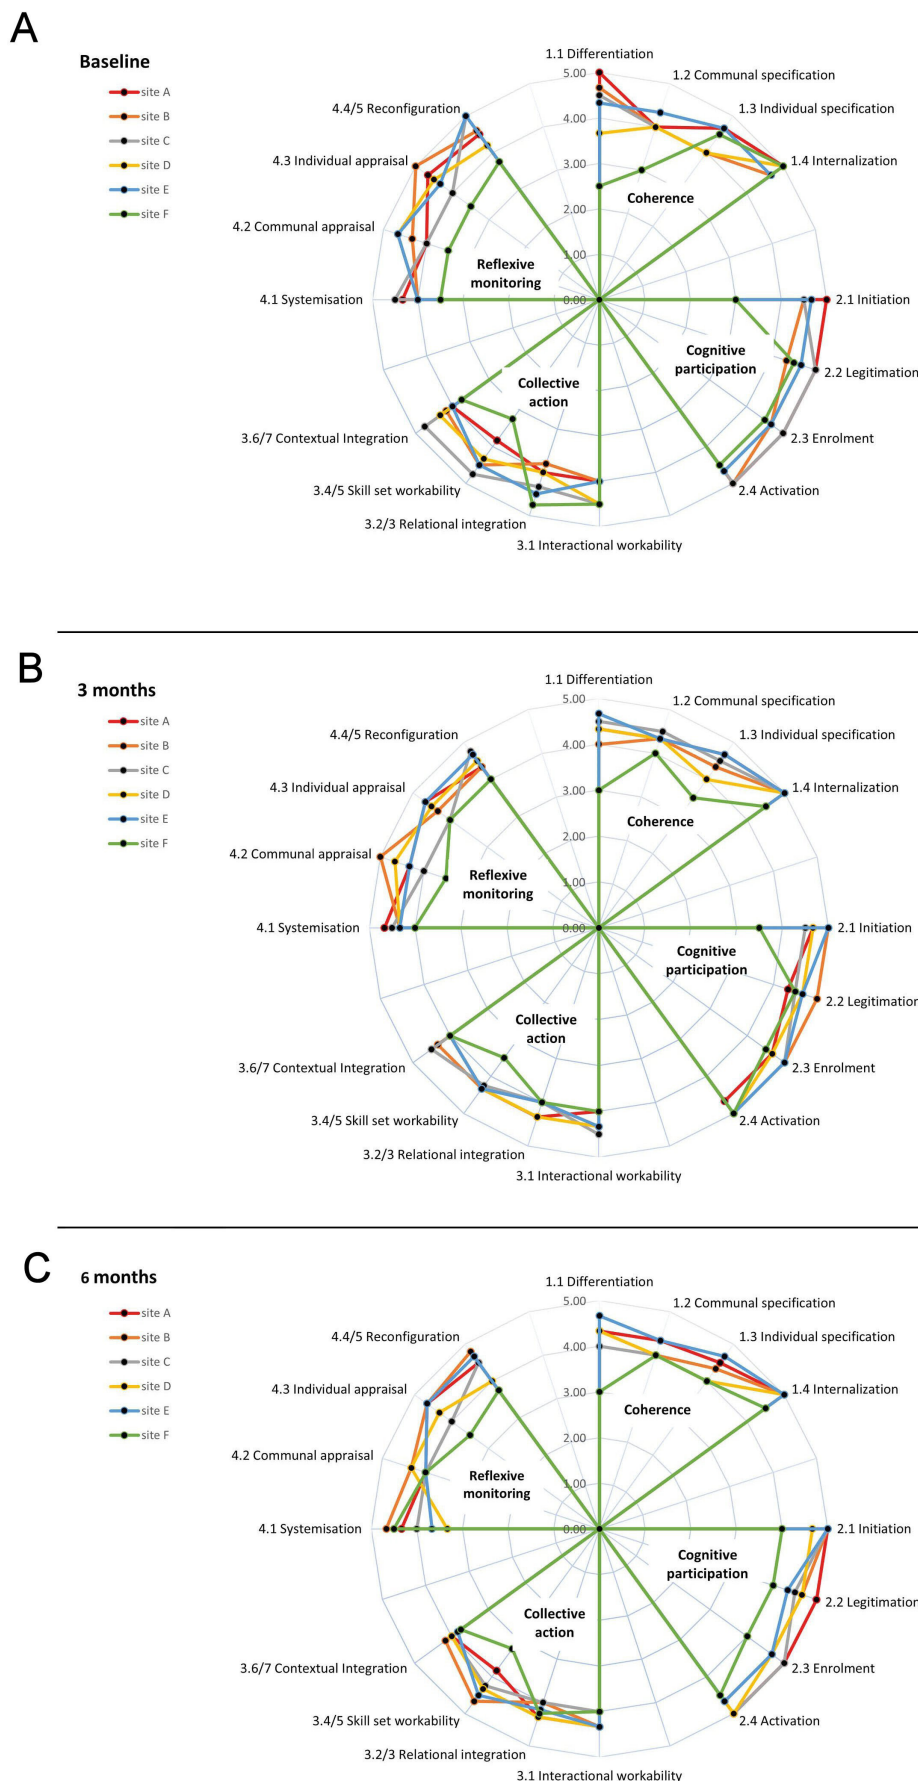 A
Baseline
site A
site B
site C
site D
site E
site F
1.1 Differentiation
1.2 Communal specification
1.3 Individual specification
1.4 Internalization
2.1 Initiation
2.2 Legitimation
2.3 Enrolment
2.4 Activation
3.1 Interactional workability
3.2/3 Relational integration
3.4/5 Skill set workability
3.6/7 Contextual Integration
4.1 Systemisation
4.2 Communal appraisal
4.3 Individual appraisal
4.4/5 Reconfiguration
5.00
4.00
3.00
2.00
1.00
0.00
Coherence
Cognitive
participation
Collective
action
Reflexive
monitoring
B
3 months
site A
site B
site C
site D
site E
site F
1.1 Differentiation
1.2 Communal specification
1.3 Individual specification
1.4 Internalization
2.1 Initiation
2.2 Legitimation
2.3 Enrolment
2.4 Activation
3.1 Interactional workability
3.2/3 Relational integration
3.4/5 Skill set workability
3.6/7 Contextual Integration
4.1 Systemisation
4.2 Communal appraisal
4.3 Individual appraisal
4.4/5 Reconfiguration
5.00
4.00
3.00
2.00
1.00
0.00
Coherence
Cognitive
participation
Collective
action
Reflexive
monitoring
C
6 months
site A
site B
site C
site D
site E
site F
1.1 Differentiation
1.2 Communal specification
1.3 Individual specification
1.4 Internalization
2.1 Initiation
2.2 Legitimation
2.3 Enrolment
2.4 Activation
3.1 Interactional workability
3.2/3 Relational integration
3.4/5 Skill set workability
3.6/7 Contextual Integration
4.1 Systemisation
4.2 Communal appraisal
4.3 Individual appraisal
4.4/5 Reconfiguration
5.00
4.00
3.00
2.00
1.00
0.00
Coherence
Cognitive
participation
Collective
action
Reflexive
monitoring